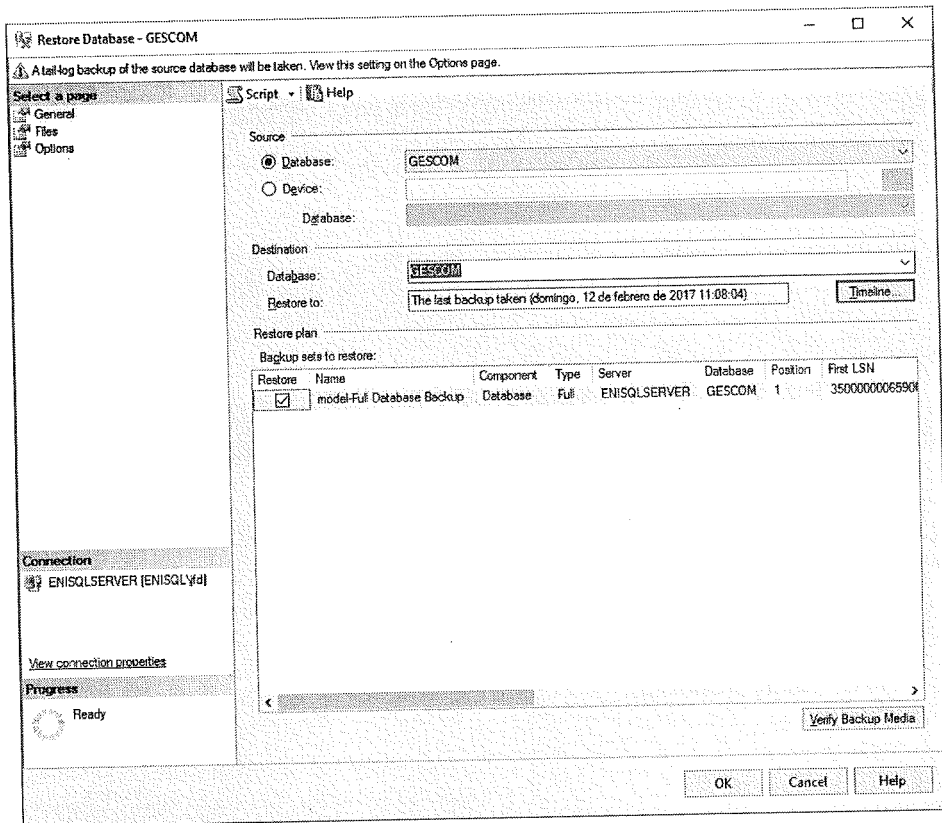 Restore Database - GESCOM
A tail-log backup of the source database will be taken. View this setting on the Options page.
Select a page
General
Files
Options
Script
Help
Source
Database:
GESCOM
Device:
Database:
Destination
Database:
GESCOM
Restore to:
The last backup taken (domingo, 12 de febrero de 2017 11:08:04)
Timeline...
Restore plan
Backup sets to restore:
Restore Name Component Type Server Database Position First LSN
model-Full Database Backup Database Full ENISQLSERVER GESCOM 1
Connection
ENISQLSERVER
View connection properties
Progress
Ready
Verify Backup Media
OK Cancel Help